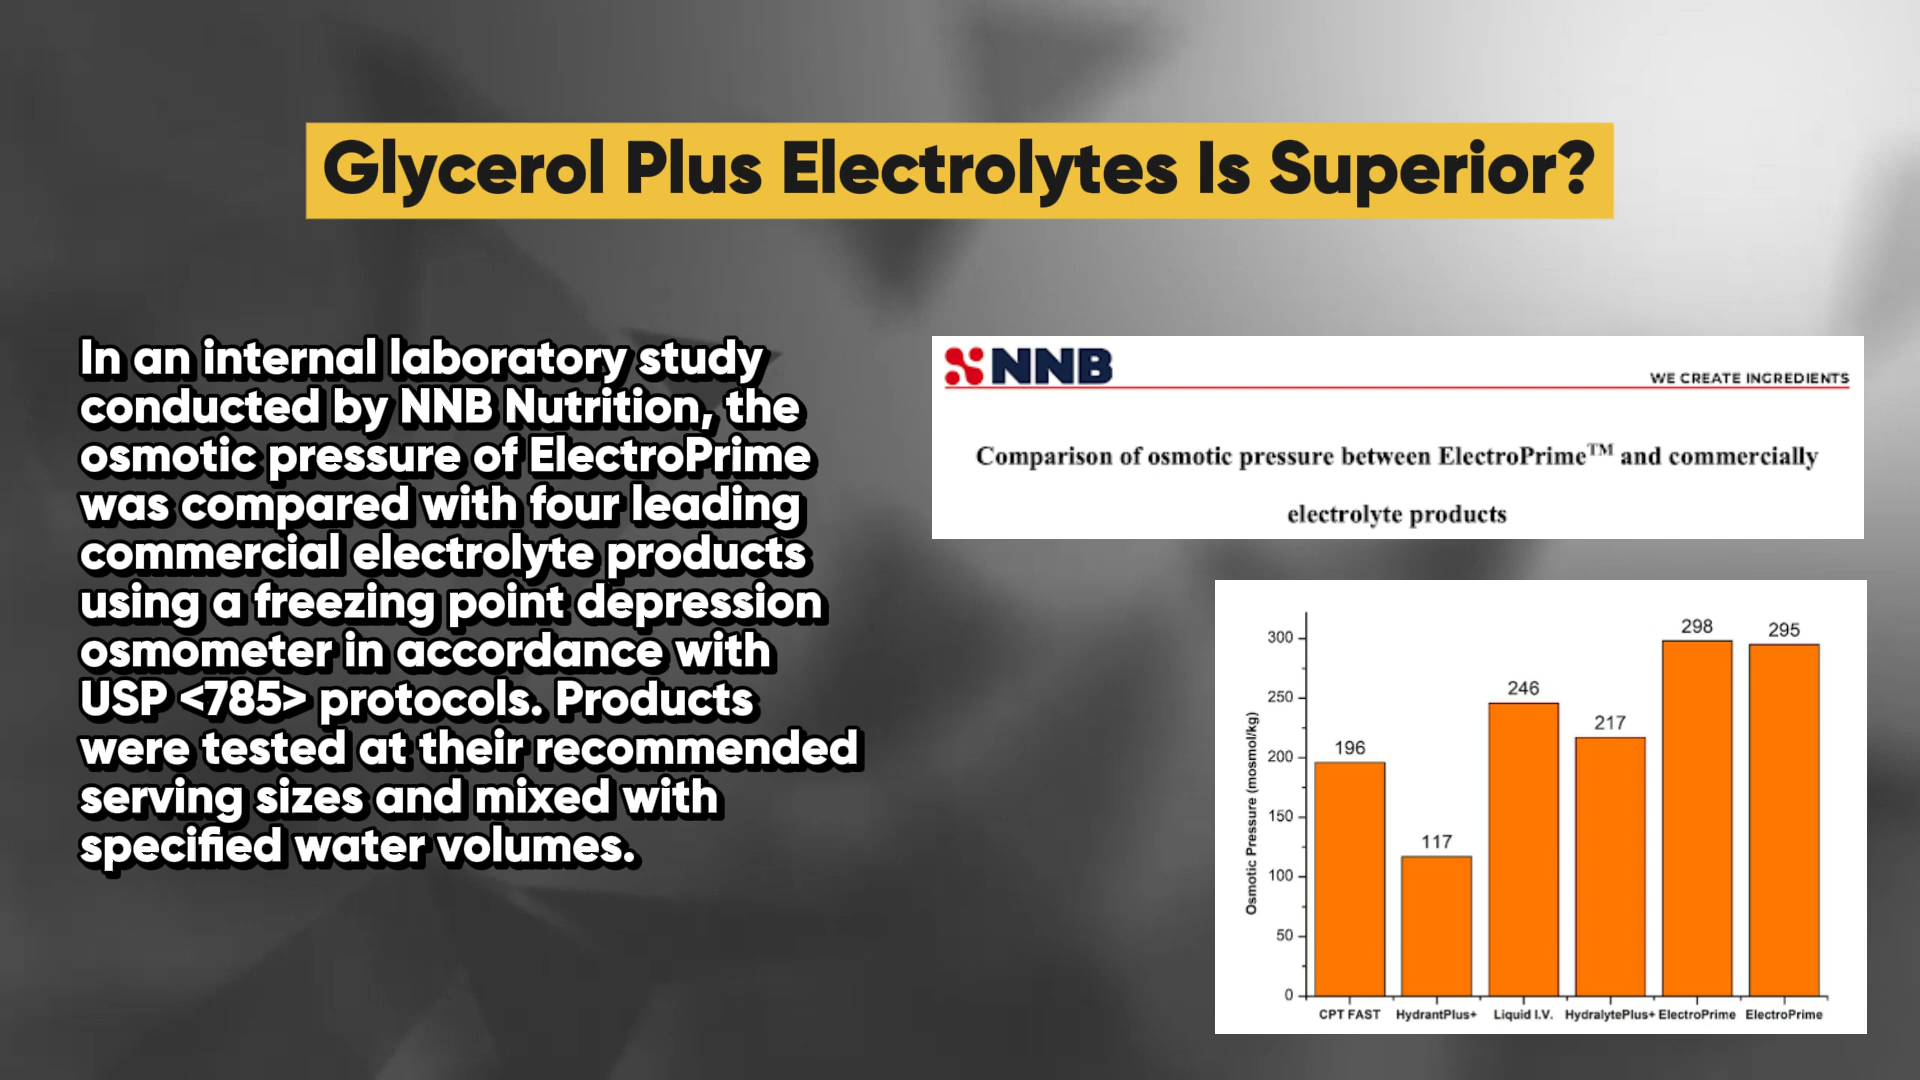 Glycerol Plus Electrolytes Is Superior?
In an internal laboratory study
conducted by NNB Nutrition, the
osmotic pressure of ElectroPrime
was compared with four leading
commercial electrolyte products
using a freezing point depression
osmometer in accordance with
USP <785> protocols. Products
were tested at their recommended
serving sizes and mixed with
specified water volumes.
NNB
WE CREATE INGREDIENTS
Comparison of osmotic pressure between ElectroPrime™ and commercially
electrolyte products
Osmotic Pressure (mosmol/kg)
300
250
200
150
100
50
0
196
117
246
217
298
295
CPT FAST HydrantPlus+ Liquid I.V. HydralytePlus+ ElectroPrime ElectroPrime